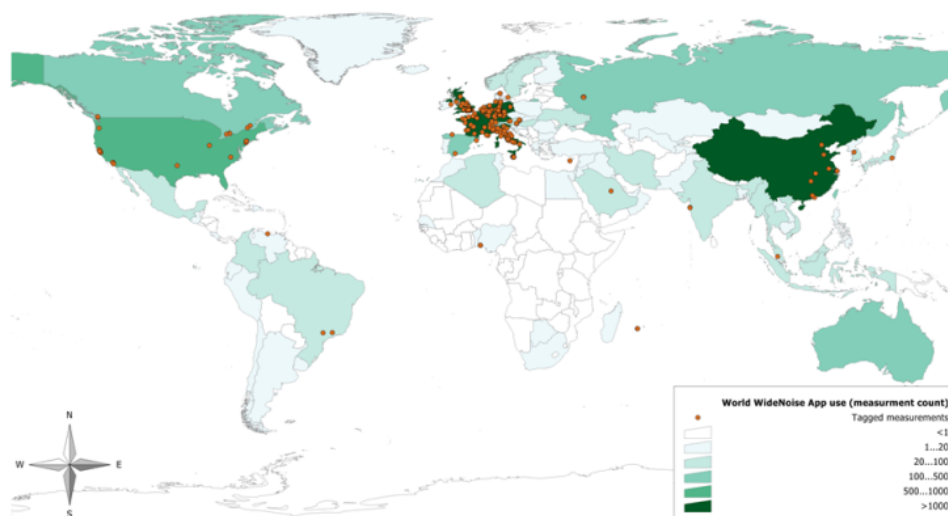 N
W E
S
World WideNoise App use (measurment count)
Tagged measurements
<1
1...20
20...100
100...500
500...1000
>1000